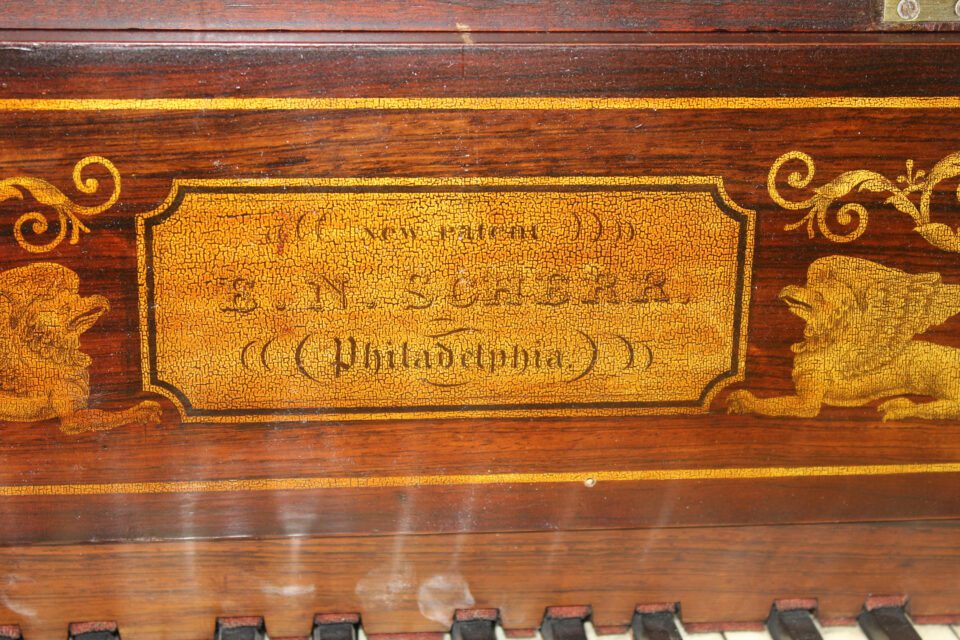 New Patent
E. N. SCHERR.
Philadelphia.